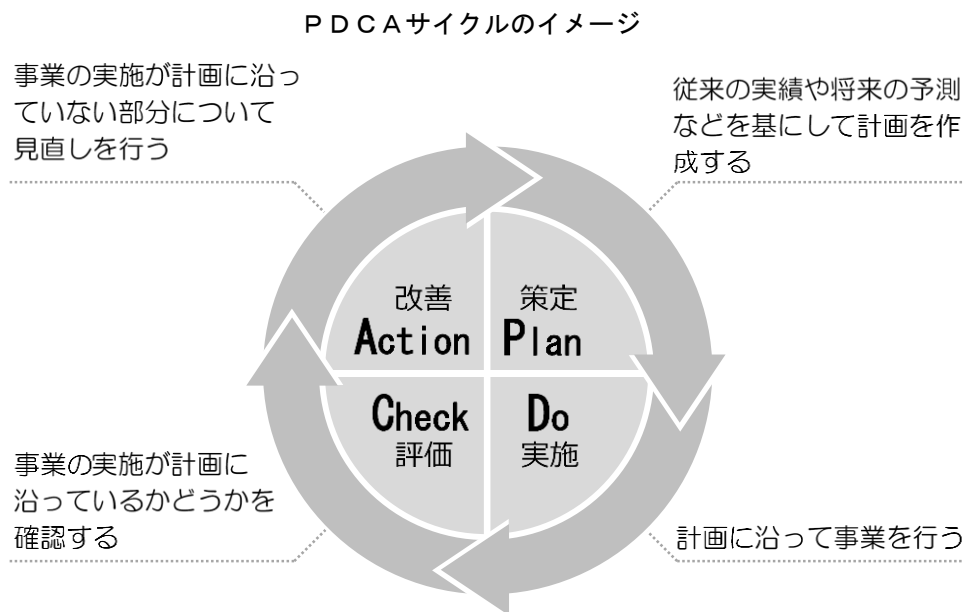 ＰＤＣＡサイクルのイメージ
事業の実施が計画に沿っ
ていない部分について
見直しを行う
従来の実績や将来の予測
などを基にして計画を作
成する
改善
Action
策定
Plan
Check
評価
Do
実施
事業の実施が計画に
沿っているかどうかを
確認する
計画に沿って事業を行う